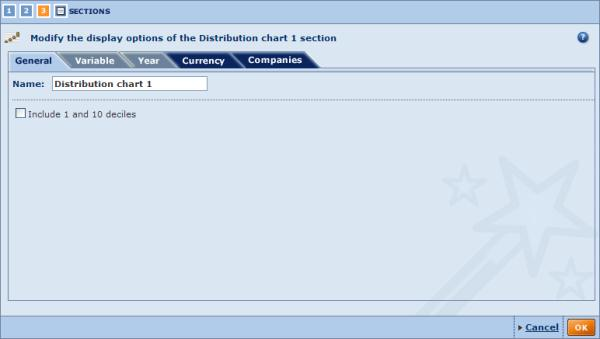 1 2 3 SECTIONS
Modify the display options of the Distribution chart 1 section ?
General Variable Year Currency Companies
Name: Distribution chart 1
Include 1 and 10 deciles
Cancel OK